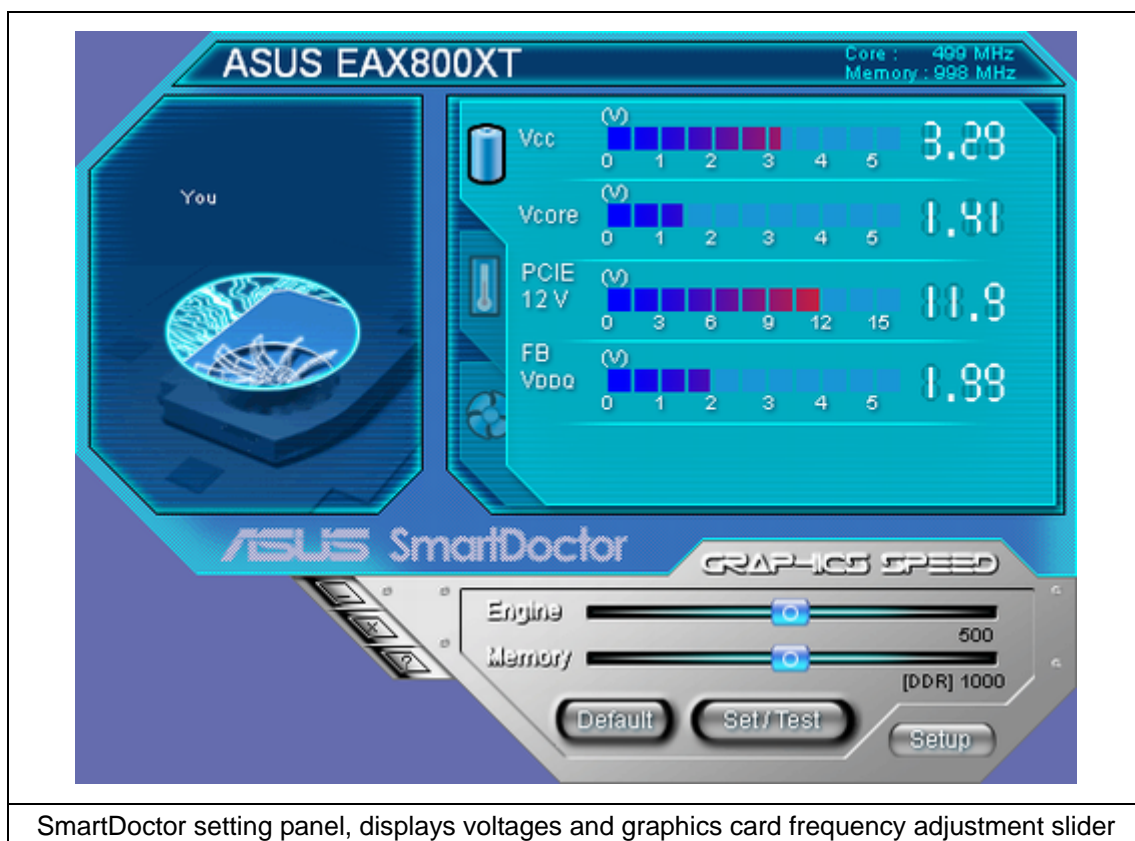 ASUS EAX800XT
Core : 499 MHz
Memory : 998 MHz
You
Vcc
(V)
0 1 2 3 4 5
3.29
Vcore
(V)
0 1 2 3 4 5
1.41
PCIE
12 V
(V)
0 3 6 9 12 15
11.9
FB
VDDQ
(V)
0 1 2 3 4 5
1.99
ASUS SmartDoctor
GRAPHICS SPEED
Engine
500
Memory
[DDR] 1000
Default
Set / Test
Setup
?
SmartDoctor setting panel, displays voltages and graphics card frequency adjustment slider